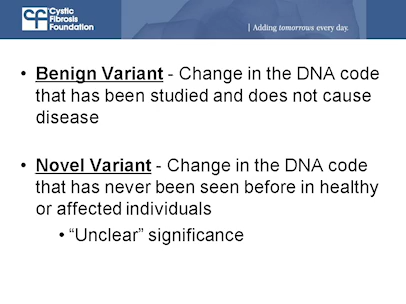 Cystic
Fibrosis
Foundation
Adding tomorrows every day.
• Benign Variant - Change in the DNA code
that has been studied and does not cause
disease
• Novel Variant - Change in the DNA code
that has never been seen before in healthy
or affected individuals
• “Unclear” significance